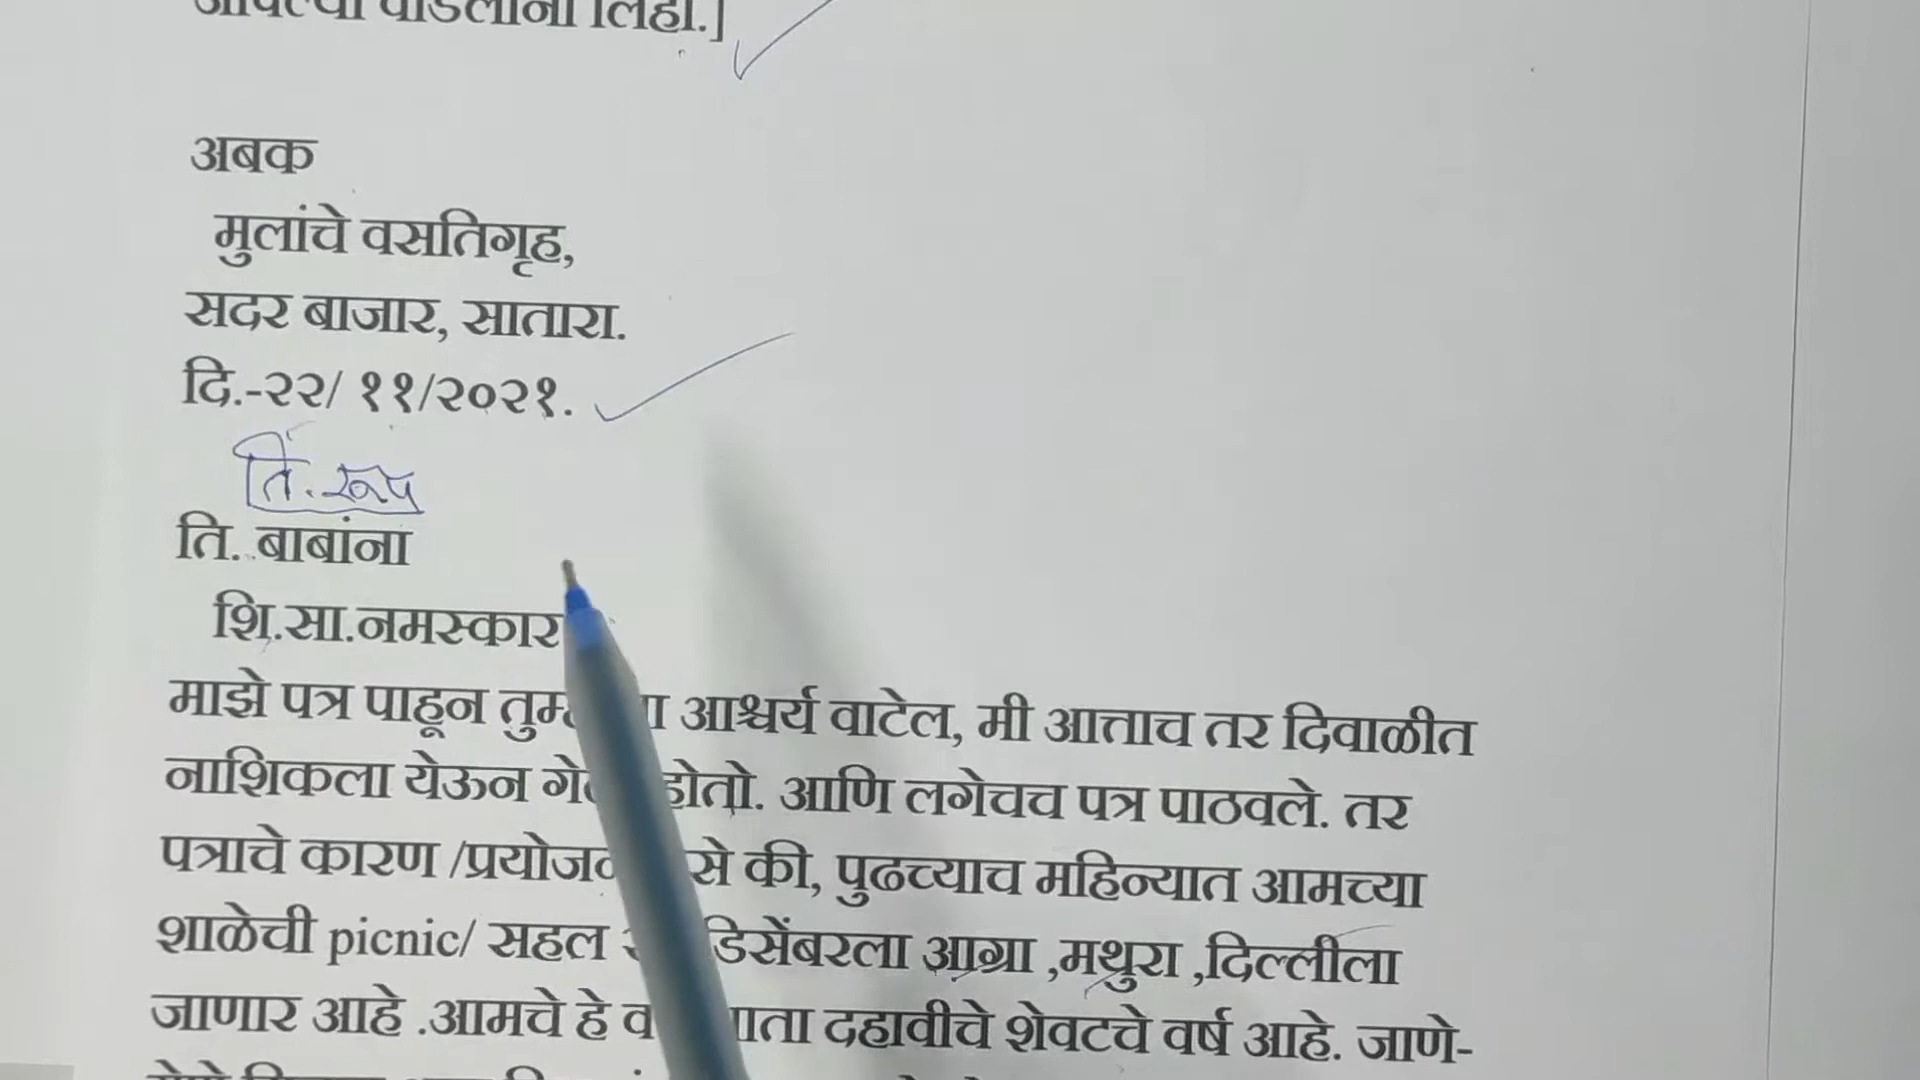 आपल्या वडिलांना लिहा.]
अबक
मुलांचे वसतिगृह,
सदर बाजार, सातारा.
दि.-२२/ ११/२०२१.
ति. रूप
ति. बाबांना
शि.सा.नमस्कार
माझे पत्र पाहून आश्चर्य वाटेल, मी आत्ताच तर दिवाळीत
नाशिकला येऊन होतो. आणि लगेचच पत्र पाठवले. तर
पत्राचे कारण /प्रयोजन की, पुढच्याच महिन्यात आमच्या
शाळेची picnic/ सहल डिसेंबरला आग्रा ,मथुरा ,दिल्लीला
जाणार आहे .आमचे हे दहावीचे शेवटचे वर्ष आहे. जाणे-